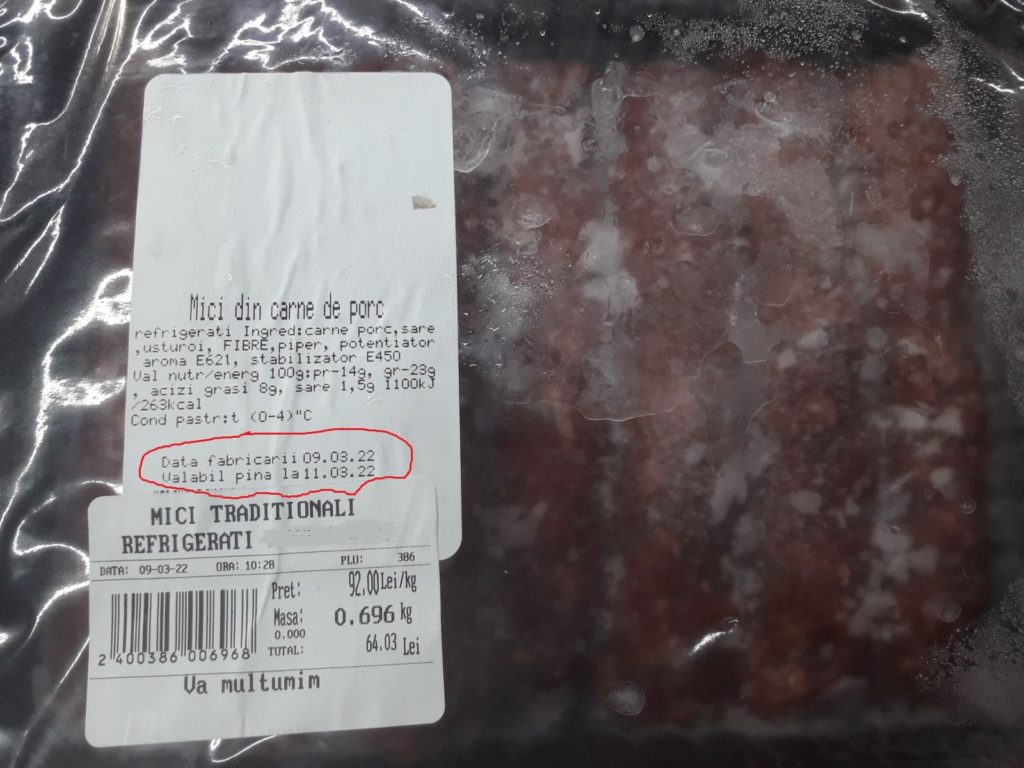 Mici din carne de porc
refrigerati Ingred:carne porc,sare
,usturoi, FIBRE,piper, potentiator
aroma E621, stabilizator E450
Val nutr/energ 100g:pr-14g, gr-23g
, acizi grasi 8g, sare 1,5g 1100kJ
/263kcal
Cond pastr:t (0-4)"C
Data fabricarii 09.03.22
Valabil pina la 11.03.22
MICI TRADITIONALI
REFRIGERATI
DATA: 09-03-22 ORA: 10:28 PLU: 386
Pret: 92.00 Lei/kg
Masa: 0.696 kg
0.000
TOTAL: 64.03 Lei
2 400386 006968
Va multumim